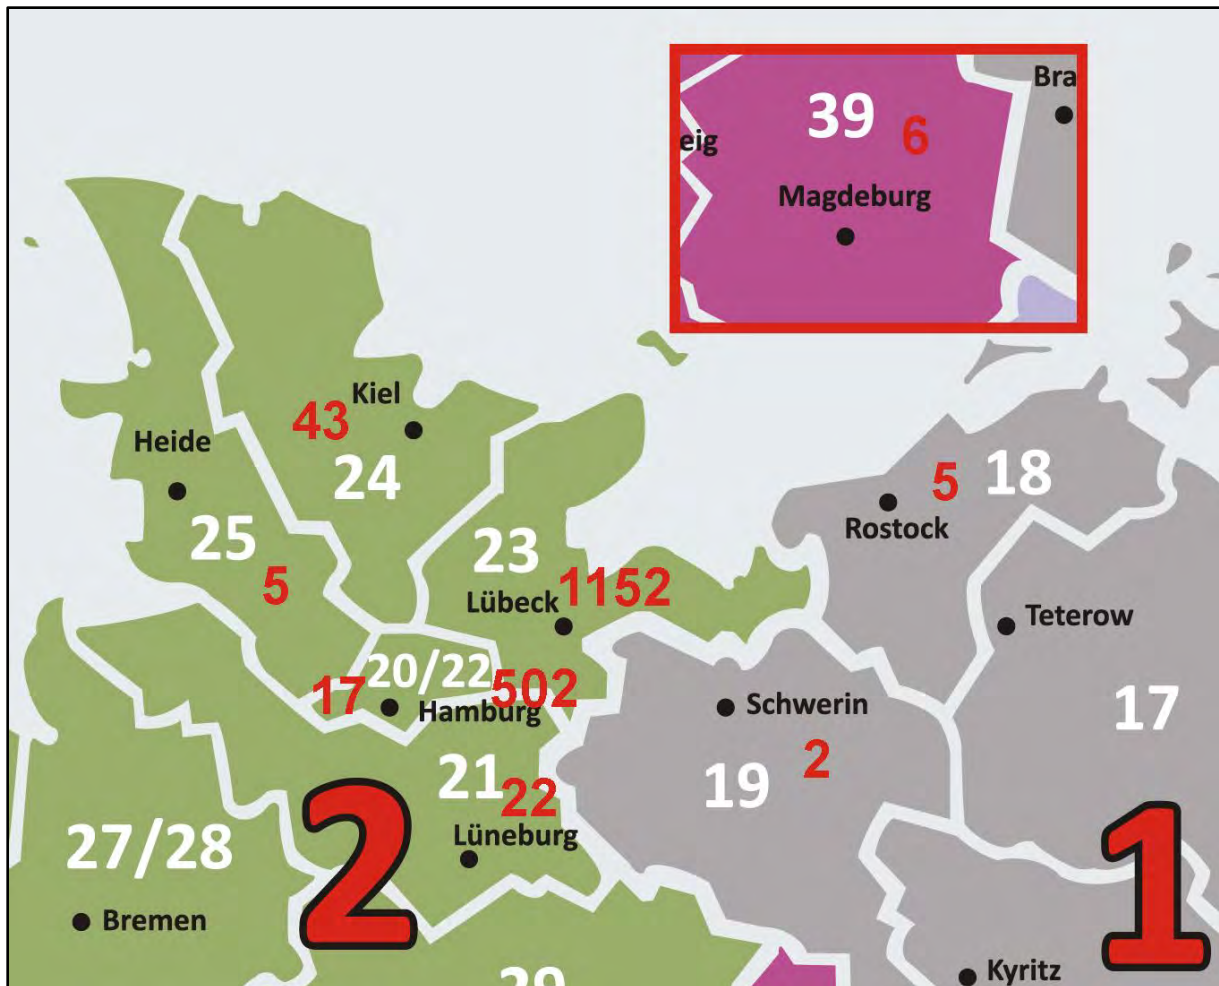 Bra
39 6
eig
Magdeburg
Kiel
43
Heide
24
18
5
Rostock
25
23
5
1152
Lübeck
Teterow
20/22
17
502
Hamburg
Schwerin
17
2
21
19
22
Lüneburg
27/28
2
1
Bremen
29
Kyritz